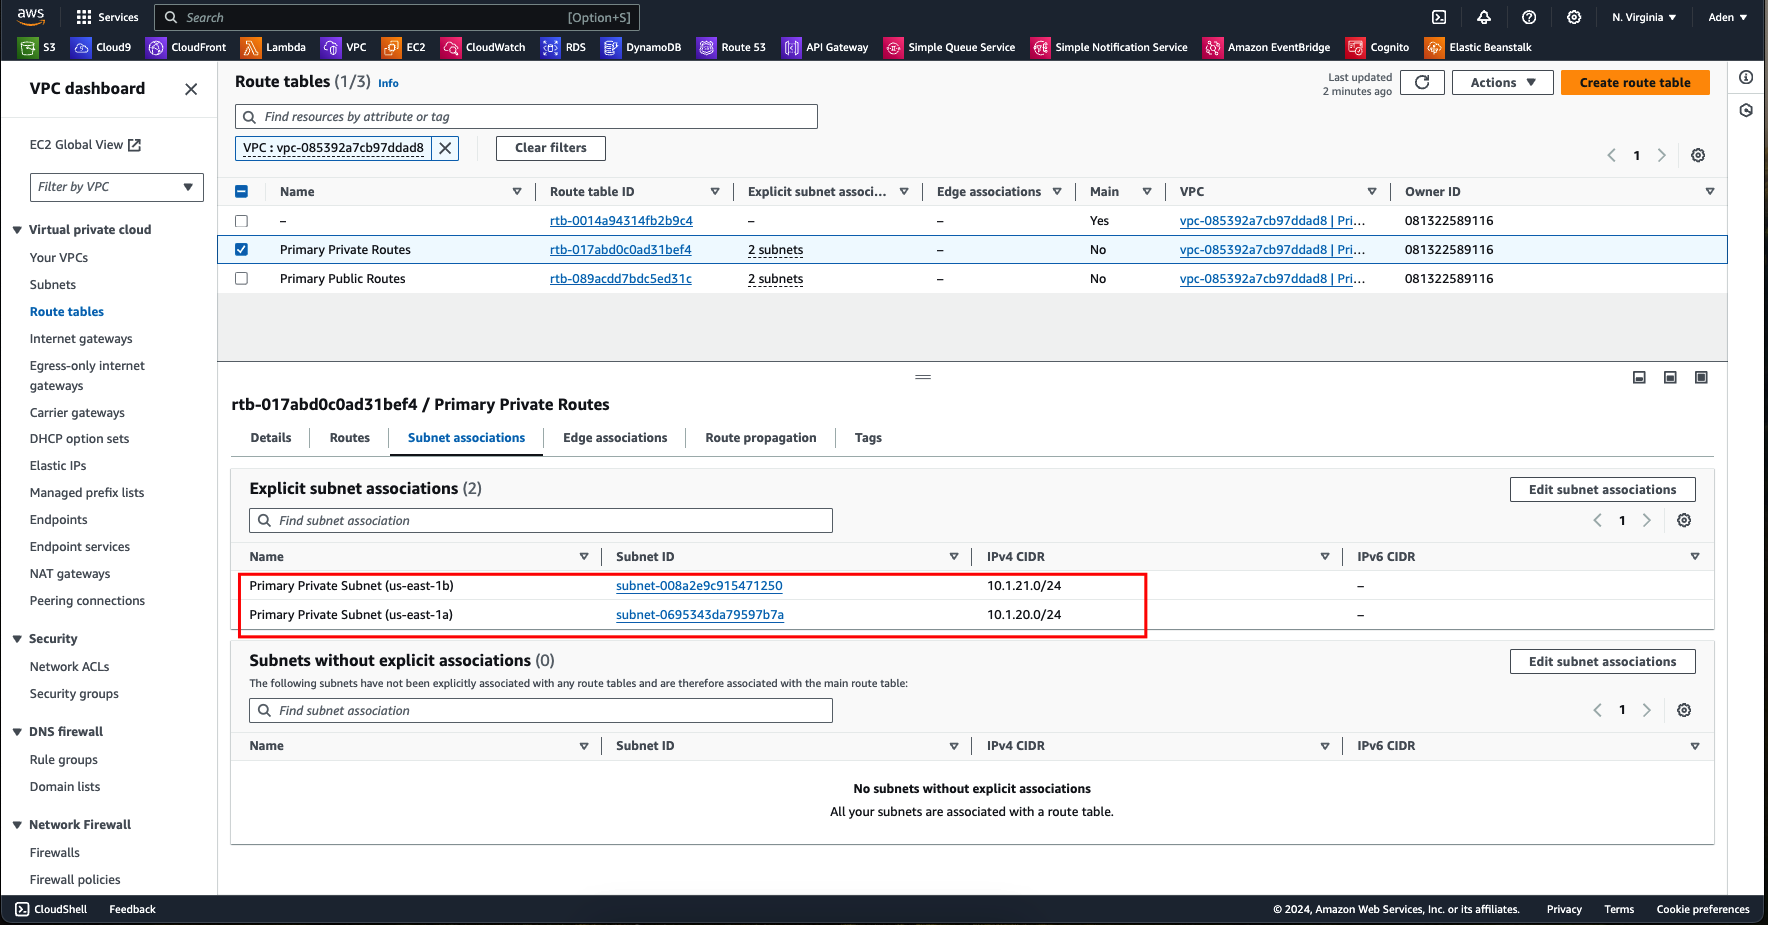 aws Services Search [Option+S] N. Virginia Aden
S3 Cloud9 CloudFront Lambda VPC EC2 CloudWatch RDS DynamoDB Route 53 API Gateway Simple Queue Service Simple Notification Service Amazon EventBridge Cognito Elastic Beanstalk
VPC dashboard
EC2 Global View
Filter by VPC
Virtual private cloud
Your VPCs
Subnets
Route tables
Internet gateways
Egress-only internet
gateways
Carrier gateways
DHCP option sets
Elastic IPs
Managed prefix lists
Endpoints
Endpoint services
NAT gateways
Peering connections
Security
Network ACLs
Security groups
DNS firewall
Rule groups
Domain lists
Network Firewall
Firewalls
Firewall policies
Route tables (1/3) Info
Last updated
2 minutes ago
Actions
Create route table
Find resources by attribute or tag
VPC : vpc-085392a7cb97ddad8
Clear filters
1
Name Route table ID Explicit subnet associ... Edge associations Main VPC Owner ID
– rtb-0014a94314fb2b9c4 – – Yes vpc-085392a7cb97ddad8 | Pri... 081322589116
Primary Private Routes rtb-017abd0c0ad31bef4 2 subnets – No vpc-085392a7cb97ddad8 | Pri... 081322589116
Primary Public Routes rtb-089acdd7bdc5ed31c 2 subnets – No vpc-085392a7cb97ddad8 | Pri... 081322589116
rtb-017abd0c0ad31bef4 / Primary Private Routes
Details Routes Subnet associations Edge associations Route propagation Tags
Explicit subnet associations (2)
Edit subnet associations
Find subnet association
1
Name Subnet ID IPv4 CIDR IPv6 CIDR
Primary Private Subnet (us-east-1b) subnet-008a2e9c915471250 10.1.21.0/24 –
Primary Private Subnet (us-east-1a) subnet-0695343da79597b7a 10.1.20.0/24 –
Subnets without explicit associations (0)
Edit subnet associations
The following subnets have not been explicitly associated with any route tables and are therefore associated with the main route table:
Find subnet association
1
Name Subnet ID IPv4 CIDR IPv6 CIDR
No subnets without explicit associations
All your subnets are associated with a route table.
CloudShell Feedback © 2024, Amazon Web Services, Inc. or its affiliates. Privacy Terms Cookie preferences